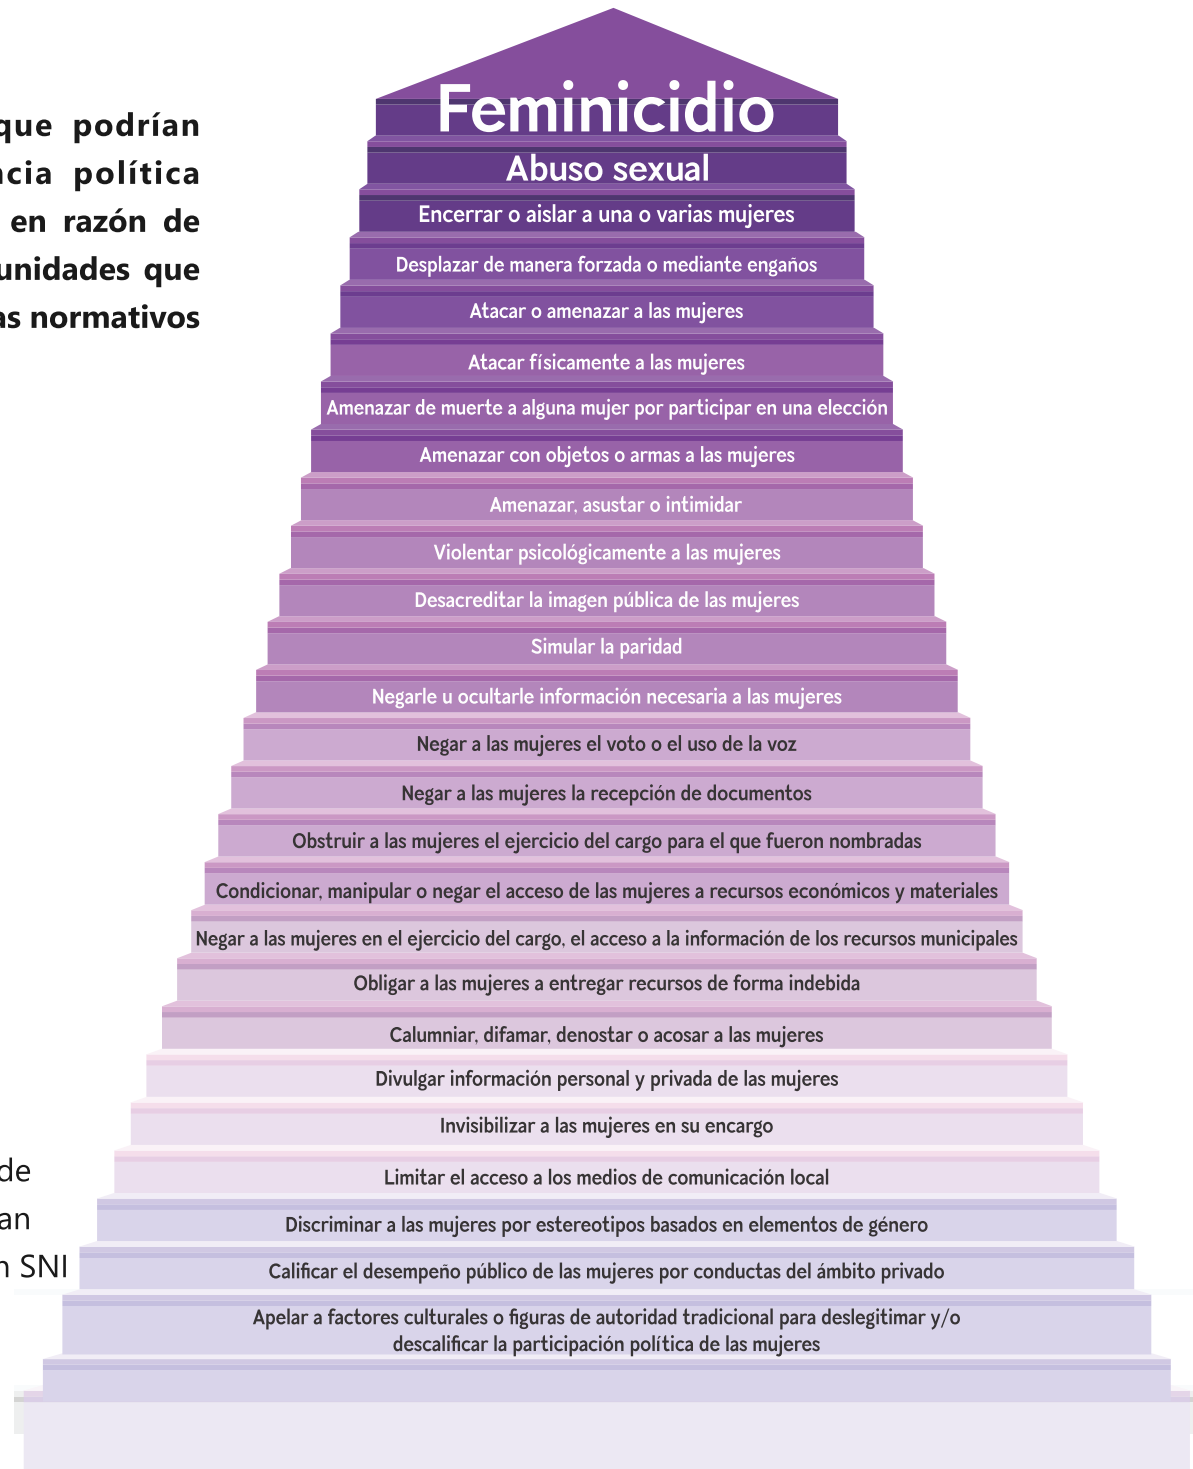 que podrían
política
en razón de
que
normativos
Feminicidio
Abuso sexual
Encerrar o aislar a una o varias mujeres
Desplazar de manera forzada o mediante engaños
Atacar o amenazar a las mujeres
Atacar físicamente a las mujeres
Amenazar de muerte a alguna mujer por participar en una elección
Amenazar con objetos o armas a las mujeres
Amenazar, asustar o intimidar
Violentar psicológicamente a las mujeres
Desacreditar la imagen pública de las mujeres
Simular la paridad
Negarle u ocultarle información necesaria a las mujeres
Negar a las mujeres el voto o el uso de la voz
Negar a las mujeres la recepción de documentos
Obstruir a las mujeres el ejercicio del cargo para el que fueron nombradas
Condicionar, manipular o negar el acceso de las mujeres a recursos económicos y materiales
Negar a las mujeres en el ejercicio del cargo, el acceso a la información de los recursos municipales
Obligar a las mujeres a entregar recursos de forma indebida
Calumniar, difamar, denostar o acosar a las mujeres
Divulgar información personal y privada de las mujeres
Invisibilizar a las mujeres en su encargo
Limitar el acceso a los medios de comunicación local
Discriminar a las mujeres por estereotipos basados en elementos de género
Calificar el desempeño público de las mujeres por conductas del ámbito privado
Apelar a factores culturales o figuras de autoridad tradicional para deslegitimar y/o
descalificar la participación política de las mujeres
de
SNI